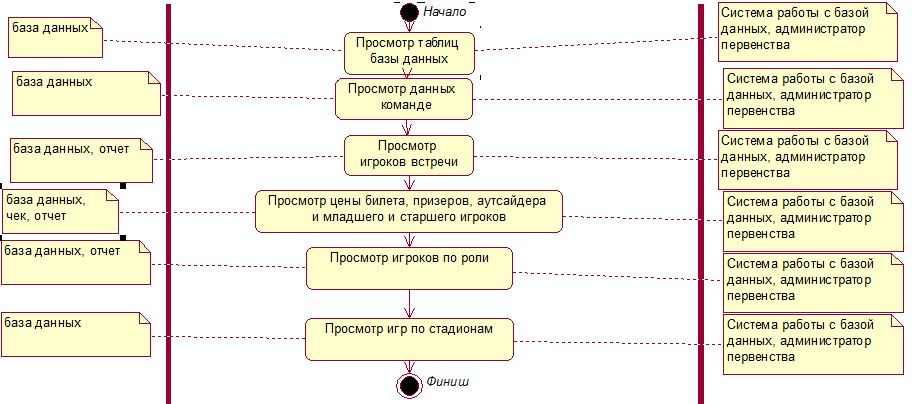 Начало
база данных
Просмотр таблиц
базы данных
Система работы с базой
данных, администратор
первенства
база данных
Просмотр данных
команде
Система работы с базой
данных, администратор
первенства
база данных, отчет
Просмотр
игроков встречи
Система работы с базой
данных, администратор
первенства
база данных,
чек, отчет
Просмотр цены билета, призеров, аутсайдера
и младшего и старшего игроков
Система работы с базой
данных, администратор
первенства
база данных, отчет
Просмотр игроков по роли
Система работы с базой
данных, администратор
первенства
база данных
Просмотр игр по стадионам
Система работы с базой
данных, администратор
первенства
Финиш